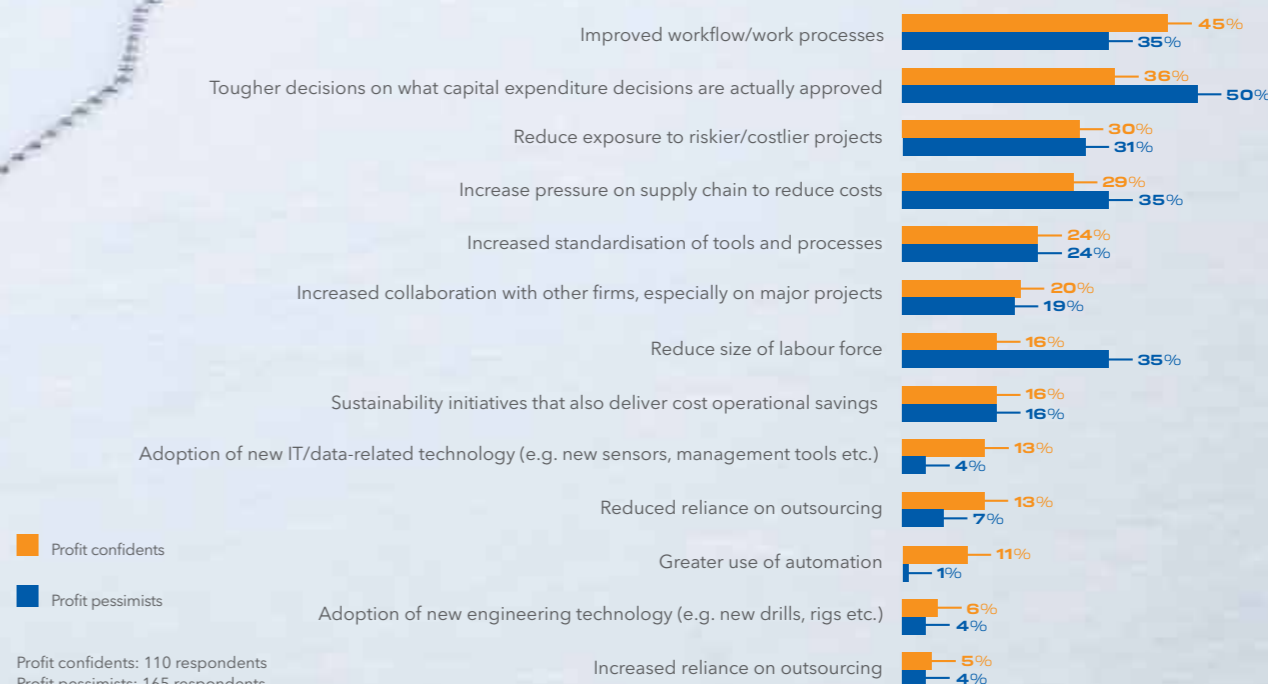 Improved workflow/work processes 45%
35%
Tougher decisions on what capital expenditure decisions are actually approved 36%
50%
Reduce exposure to riskier/costlier projects 30%
31%
Increase pressure on supply chain to reduce costs 29%
35%
Increased standardisation of tools and processes 24%
24%
Increased collaboration with other firms, especially on major projects 20%
19%
Reduce size of labour force 16%
35%
Sustainability initiatives that also deliver cost operational savings 16%
16%
Adoption of new IT/data-related technology (e.g. new sensors, management tools etc.) 13%
4%
Reduced reliance on outsourcing 13%
7%
Greater use of automation 11%
1%
Adoption of new engineering technology (e.g. new drills, rigs etc.) 6%
4%
Increased reliance on outsourcing 5%
4%
Profit confidents
Profit pessimists
Profit confidents: 110 respondents
Profit pessimists: 165 respondents